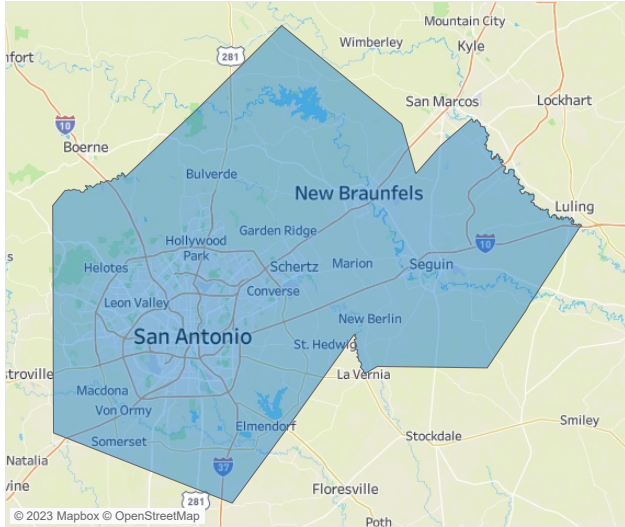 Mountain City
Wimberley
Kyle
nfort
281
San Marcos
Lockhart
10
Boerne
Bulverde
New Braunfels
Luling
Garden Ridge
Hollywood
Park
10
Helotes
Schertz
Marion
Seguin
Converse
Leon Valley
New Berlin
San Antonio
St. Hedwig
stroville
La Vernia
Macdona
Von Ormy
Smiley
Elmendorf
Stockdale
Somerset
Natalia
37
vine
Floresville
281
Poth
© 2023 Mapbox © OpenStreetMap